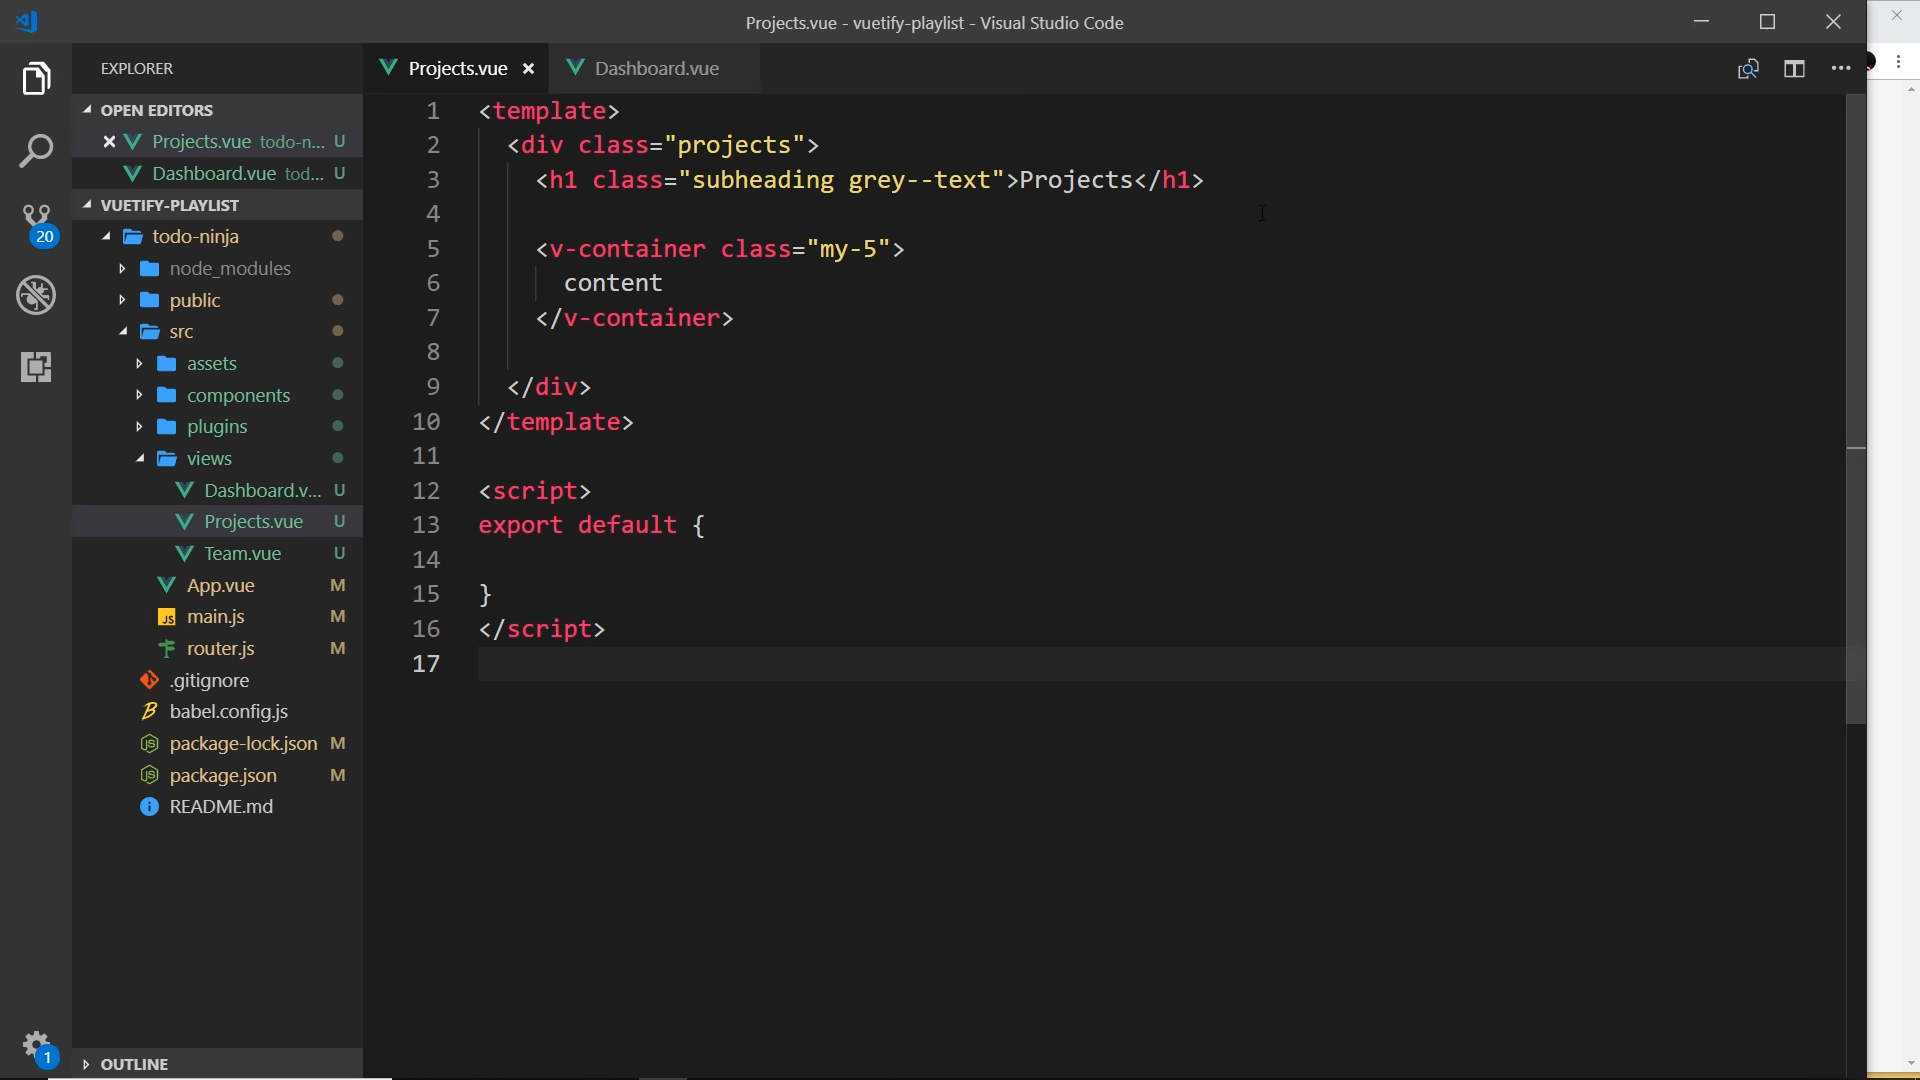 Projects.vue - vuetify-playlist - Visual Studio Code
EXPLORER
OPEN EDITORS
Projects.vue todo-n... U
Dashboard.vue tod... U
VUETIFY-PLAYLIST
todo-ninja
node_modules
public
src
assets
components
plugins
views
Dashboard.v... U
Projects.vue U
Team.vue U
App.vue M
JS main.js M
router.js M
.gitignore
babel.config.js
package-lock.json M
package.json M
README.md
OUTLINE
20
1
Projects.vue
Dashboard.vue
1 <template>
2 <div class="projects">
3 <h1 class="subheading grey--text">Projects</h1>
4
5 <v-container class="my-5">
6 content
7 </v-container>
8
9 </div>
10 </template>
11
12 <script>
13 export default {
14
15 }
16 </script>
17